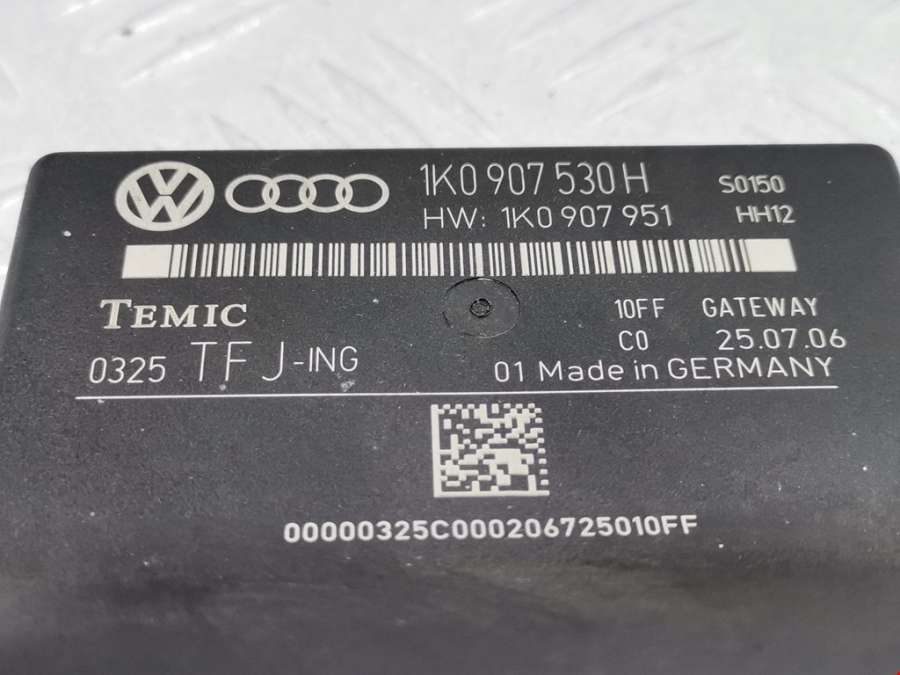 1K0 907 530 H S0150
HW: 1K0 907 951 HH12
TEMIC 10FF GATEWAY
C0 25.07.06
0325 TFJ-ING 01 Made in GERMANY
00000325C000206725010FF